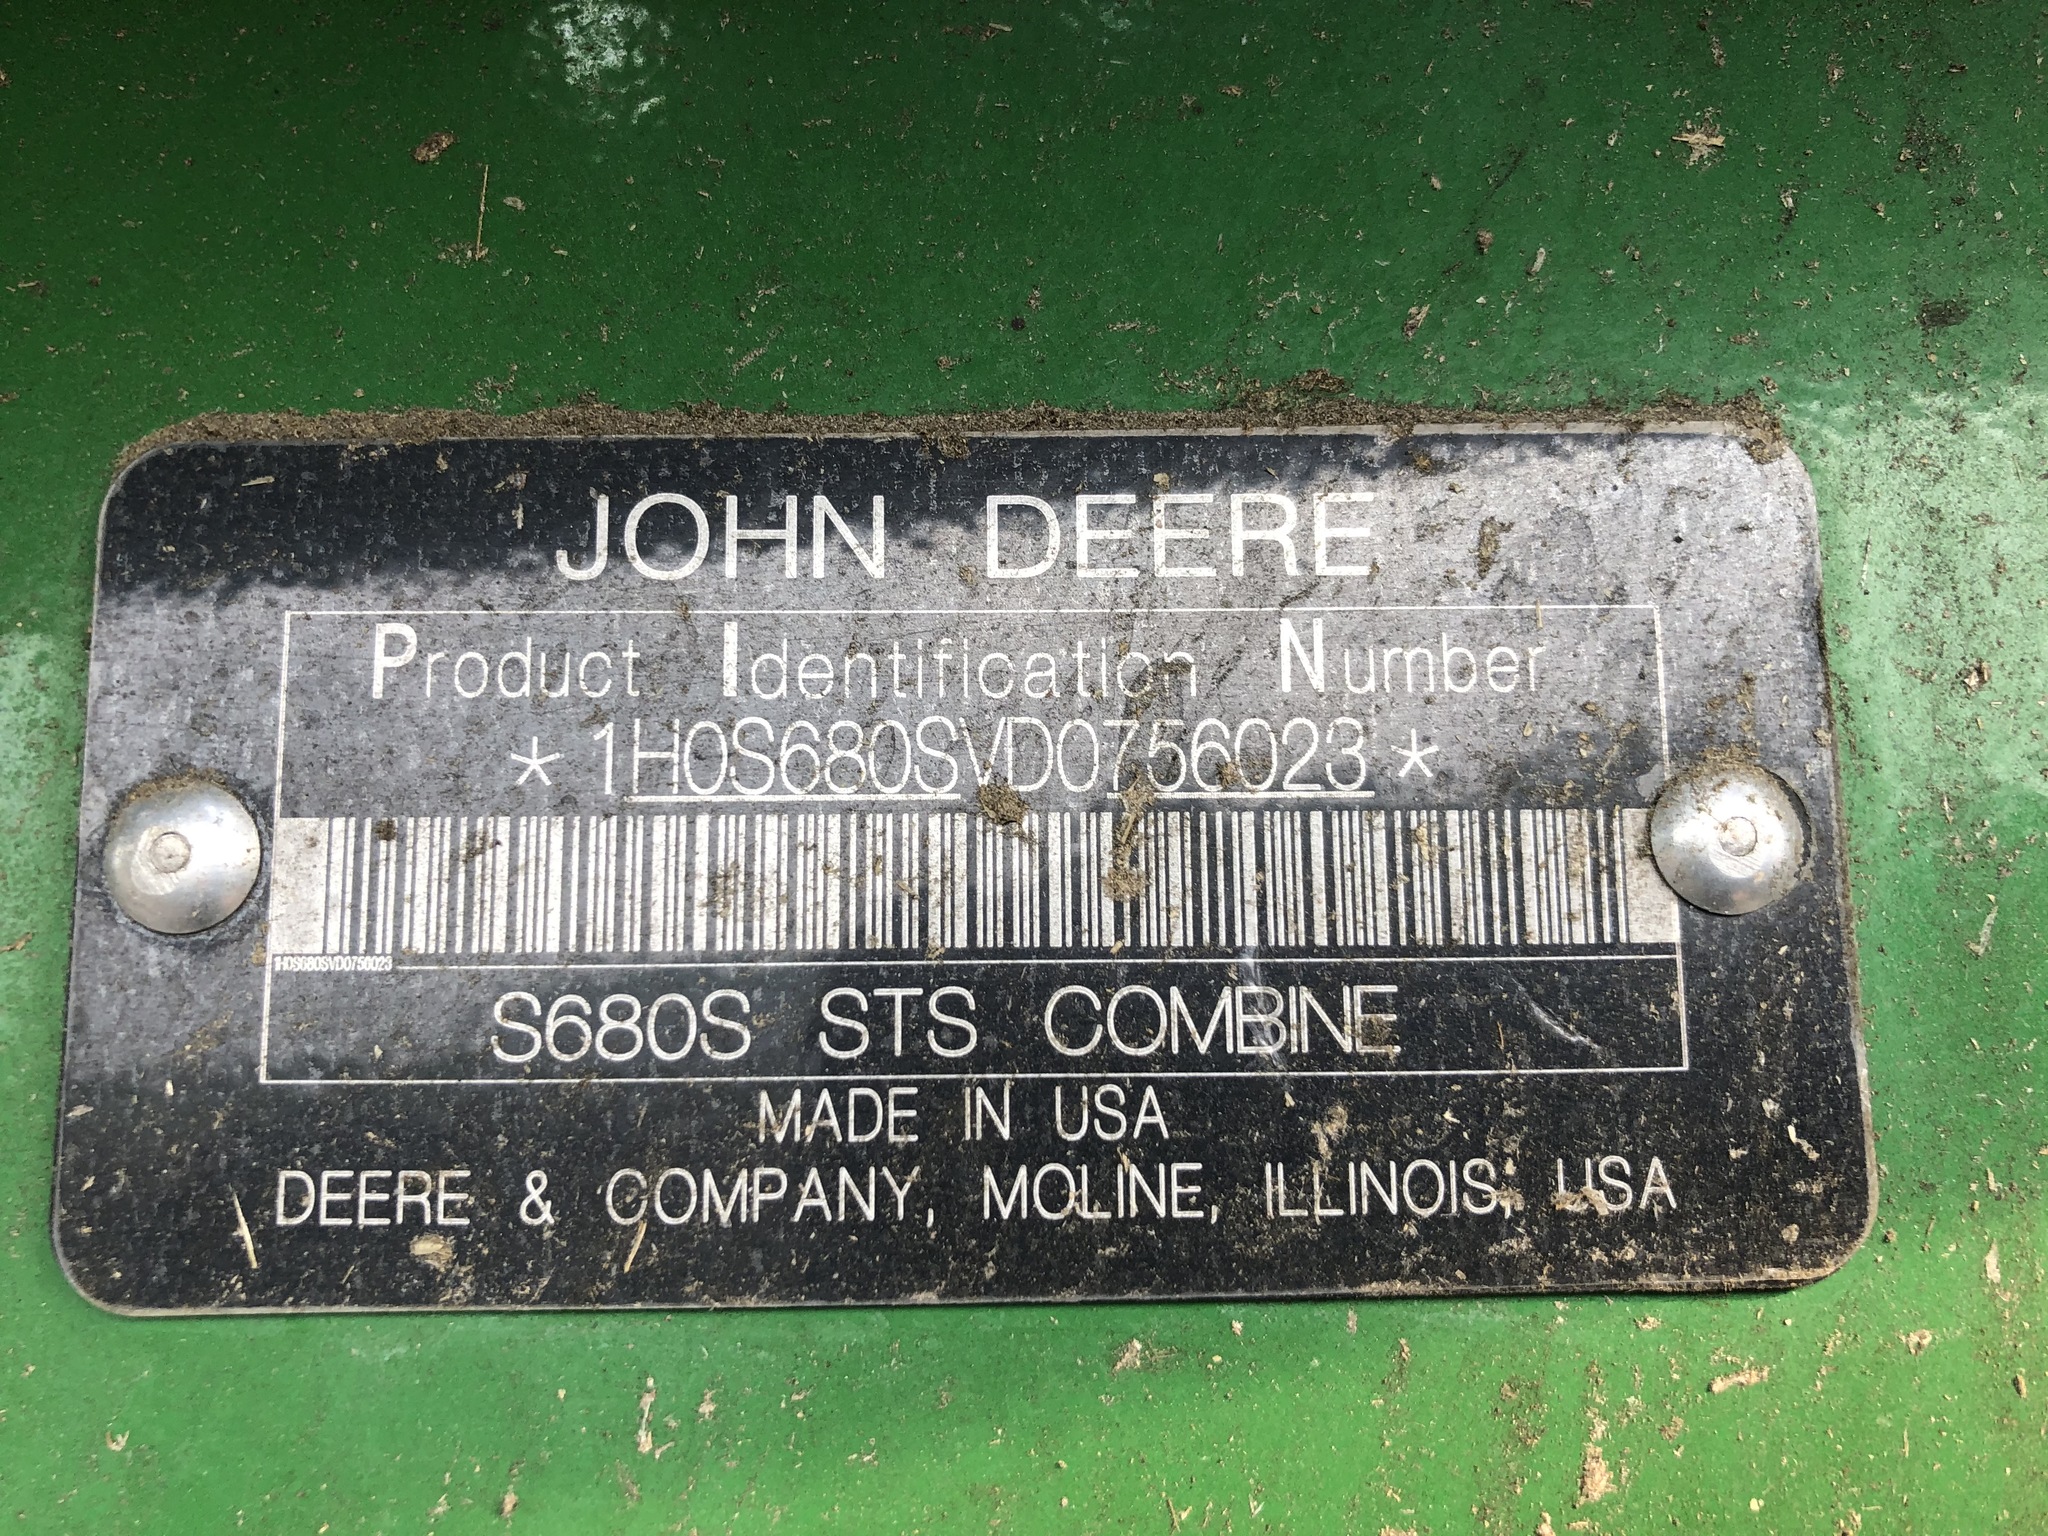 JOHN DEERE
Product Identification Number
*1H0S680SVD0756023*
1H0S680SVD0756023
S680S STS COMBINE
MADE IN USA
DEERE & COMPANY, MOLINE, ILLINOIS, USA